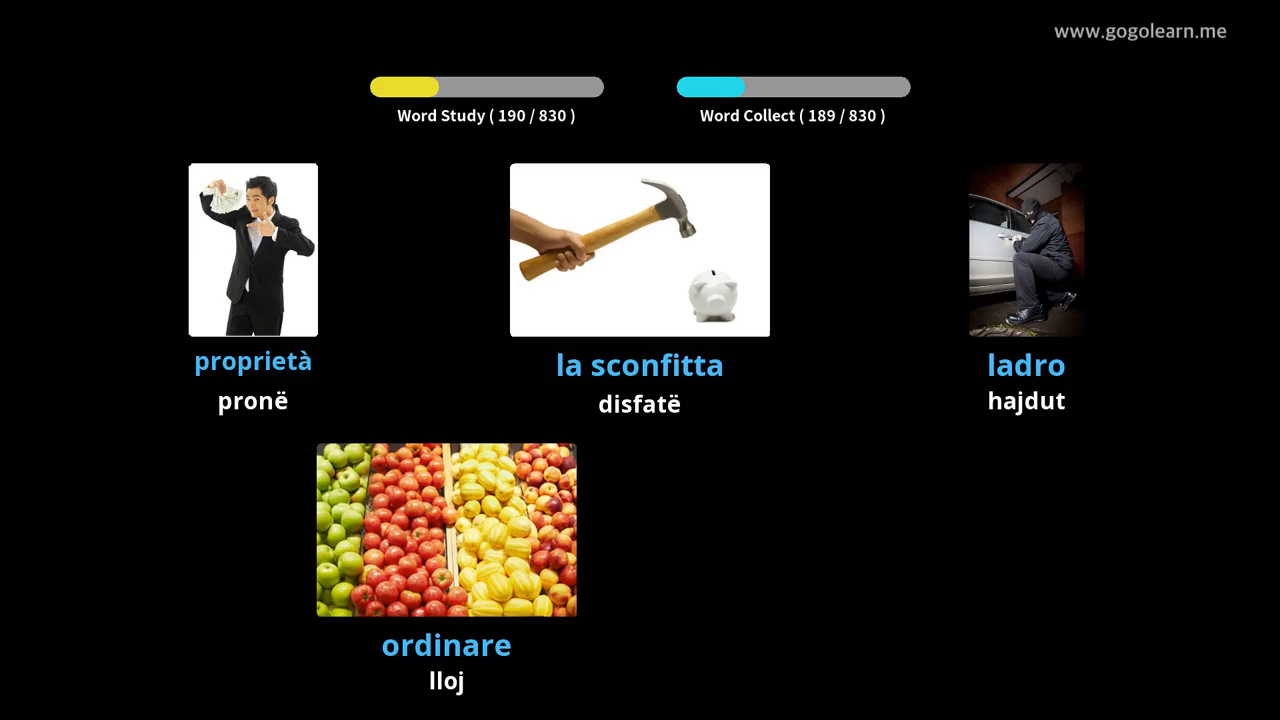 www.gogolearn.me
Word Study ( 190 / 830 )
Word Collect ( 189 / 830 )
proprietà
pronë
la sconfitta
disfatë
ladro
hajdut
ordinare
lloj